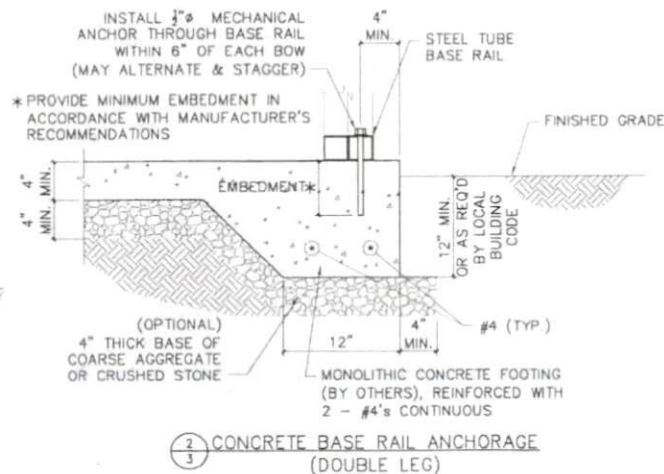 INSTALL ½"ø MECHANICAL
ANCHOR THROUGH BASE RAIL
WITHIN 6" OF EACH BOW
(MAY ALTERNATE & STAGGER)
* PROVIDE MINIMUM EMBEDMENT IN
ACCORDANCE WITH MANUFACTURER'S
RECOMMENDATIONS
4"
MIN.
STEEL TUBE
BASE RAIL
FINISHED GRADE
4"
MIN.
4"
MIN.
EMBEDMENT*
12" MIN.
OR AS REQ'D
BY LOCAL
BUILDING
CODE
(OPTIONAL)
4" THICK BASE OF
COARSE AGGREGATE
OR CRUSHED STONE
12"
4"
MIN.
#4 (TYP.)
MONOLITHIC CONCRETE FOOTING
(BY OTHERS), REINFORCED WITH
2 - #4's CONTINUOUS
2
3
CONCRETE BASE RAIL ANCHORAGE
(DOUBLE LEG)